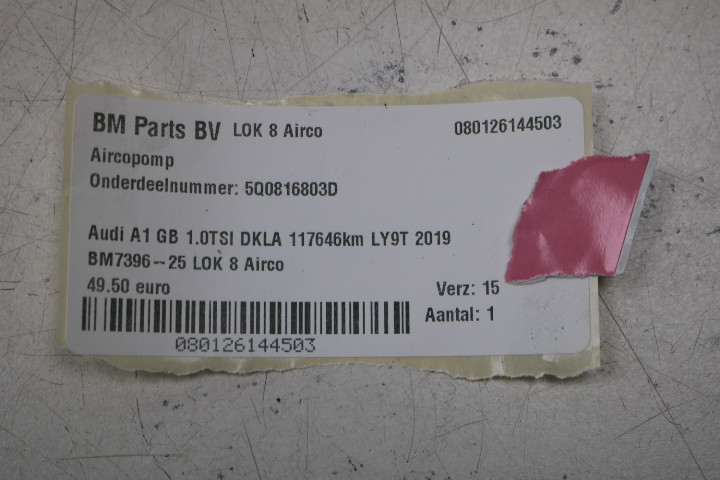 BM Parts BV LOK 8 Airco 080126144503
Aircopomp
Onderdeelnummer: 5Q0816803D
Audi A1 GB 1.0TSI DKLA 117646km LY9T 2019
BM7396--25 LOK 8 Airco
49.50 euro Verz: 15
Aantal: 1
080126144503